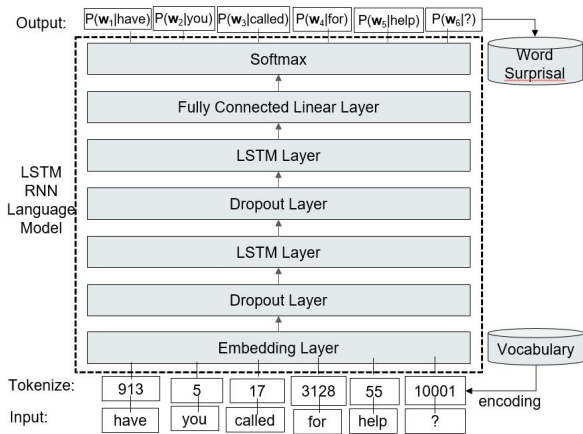 Output: P(w1|have) P(w2|you) P(w3|called) P(w4|for) P(w5|help) P(w6|?)
Softmax
Word
Surprisal
Fully Connected Linear Layer
LSTM Layer
LSTM
RNN
Language
Model
Dropout Layer
LSTM Layer
Dropout Layer
Embedding Layer
Vocabulary
Tokenize: 913 5 17 3128 55 10001
encoding
Input: have you called for help ?